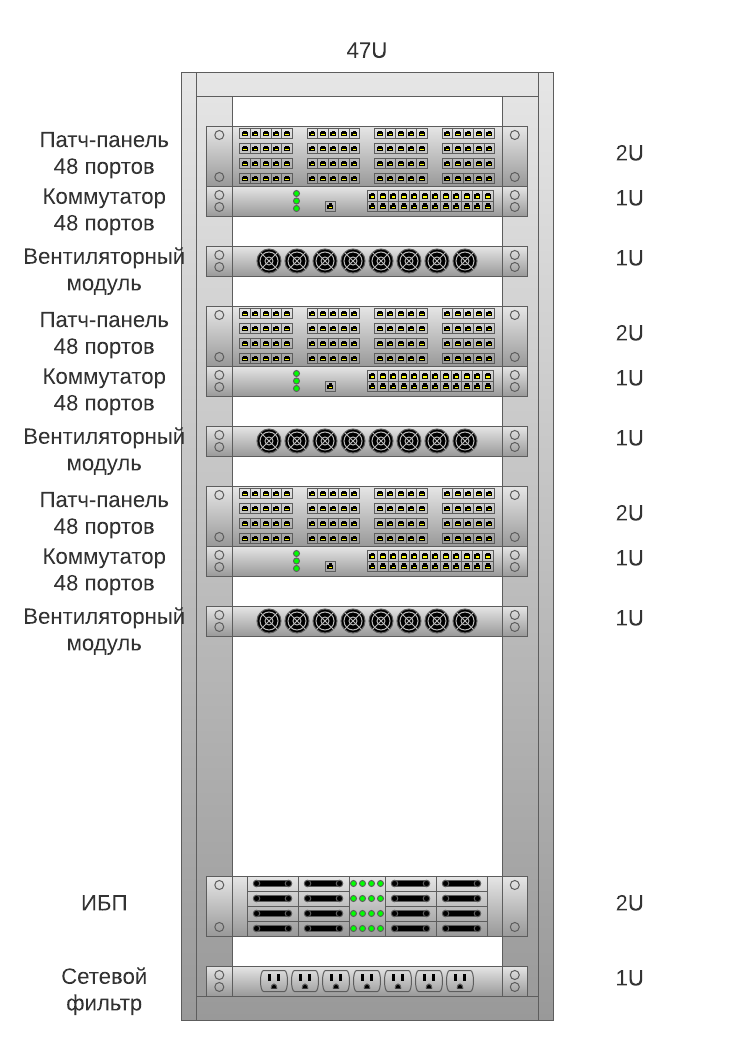 47U
Патч-панель
48 портов
2U
Коммутатор
48 портов
1U
Вентиляторный
модуль
1U
Патч-панель
48 портов
2U
Коммутатор
48 портов
1U
Вентиляторный
модуль
1U
Патч-панель
48 портов
2U
Коммутатор
48 портов
1U
Вентиляторный
модуль
1U
ИБП
2U
Сетевой
фильтр
1U